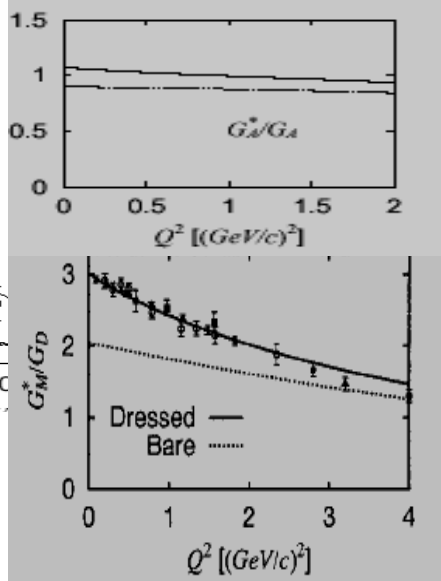 1.5
1
0.5
0
G*A/GA
0 0.5 1 1.5 2
Q² [(GeV/c)²]
3
2
1
0
G*M/GD
Dressed
Bare
0 1 2 3 4
Q² [(GeV/c)²]